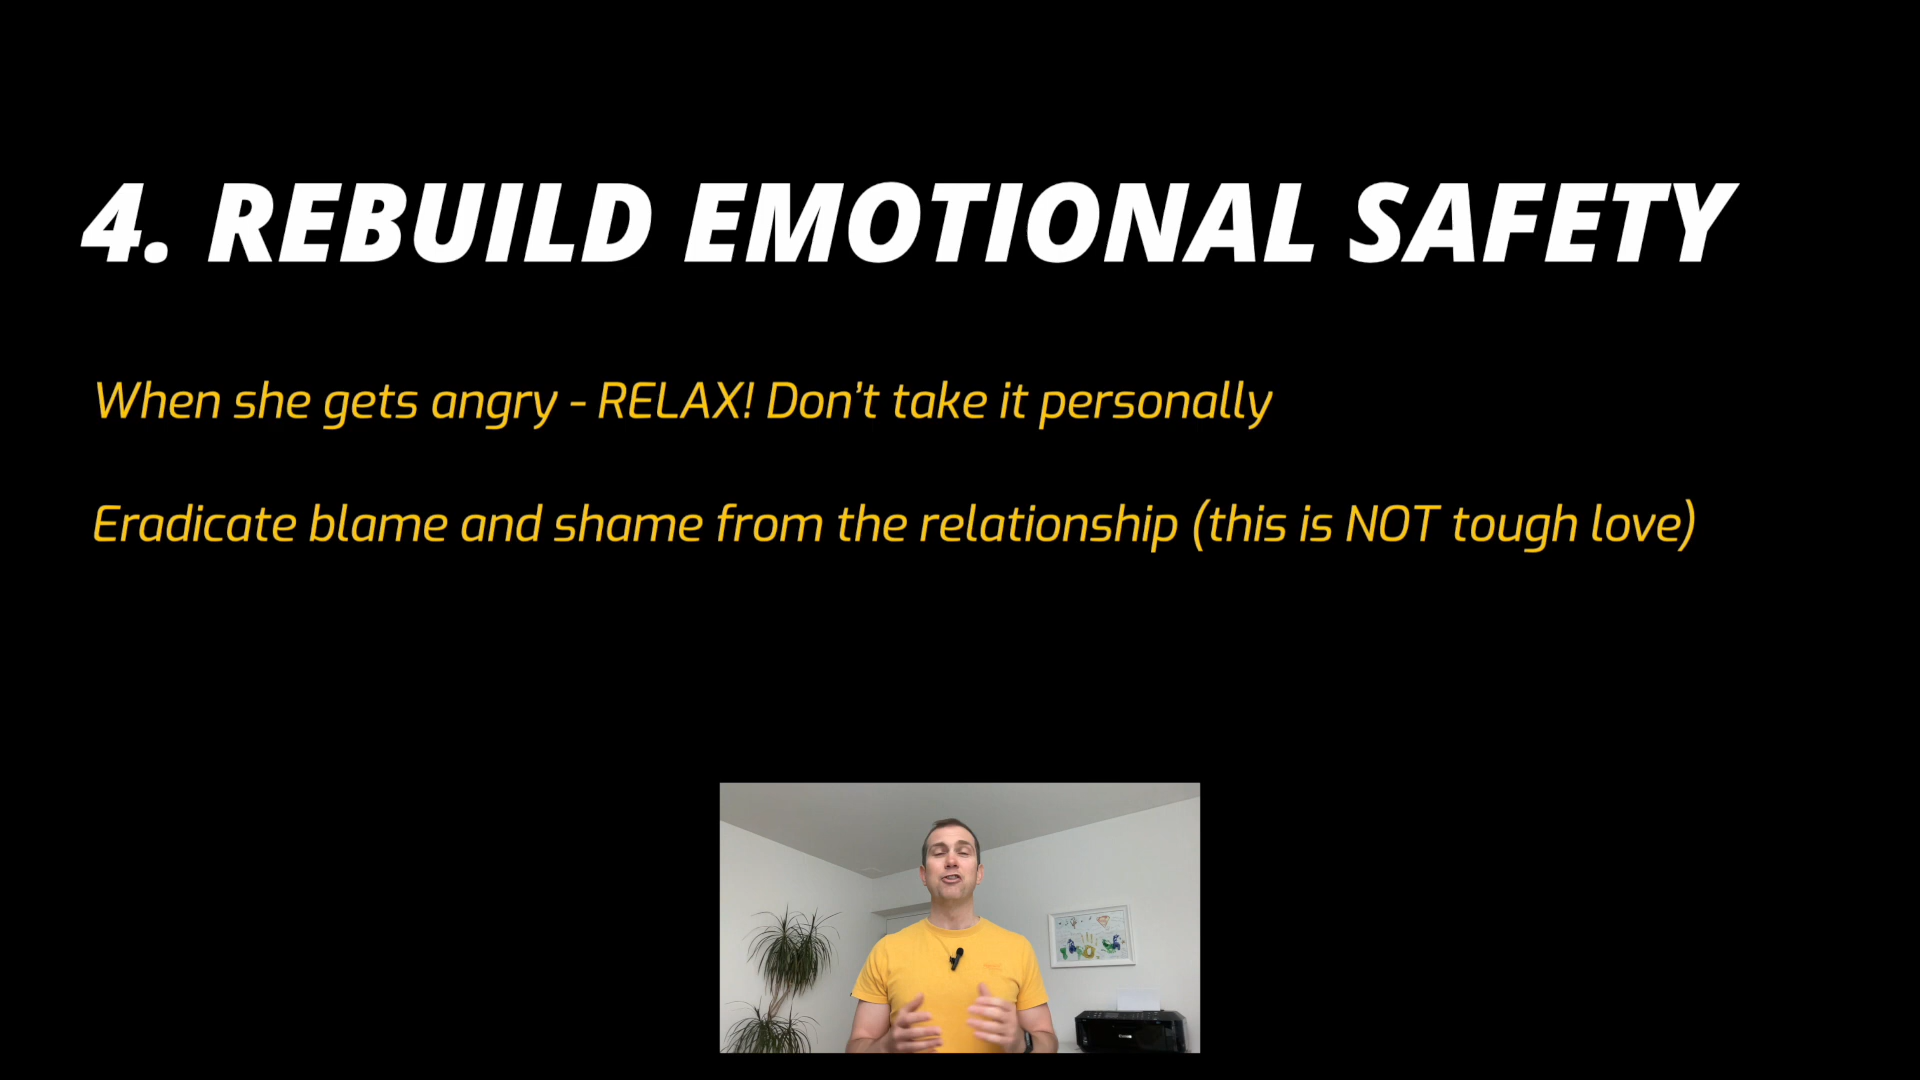 4. REBUILD EMOTIONAL SAFETY
When she gets angry - RELAX! Don’t take it personally
Eradicate blame and shame from the relationship (this is NOT tough love)